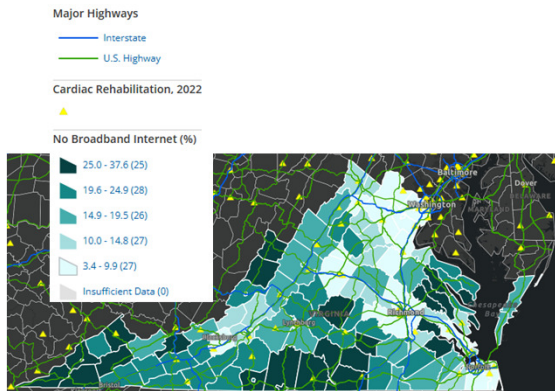 Major Highways
Interstate
U.S. Highway
Cardiac Rehabilitation, 2022
No Broadband Internet (%)
25.0 - 37.6 (25)
19.6 - 24.9 (28)
14.9 - 19.5 (26)
10.0 - 14.8 (27)
3.4 - 9.9 (27)
Insufficient Data (0)
Baltimore
Dover
Washington
Richmond
Bristol